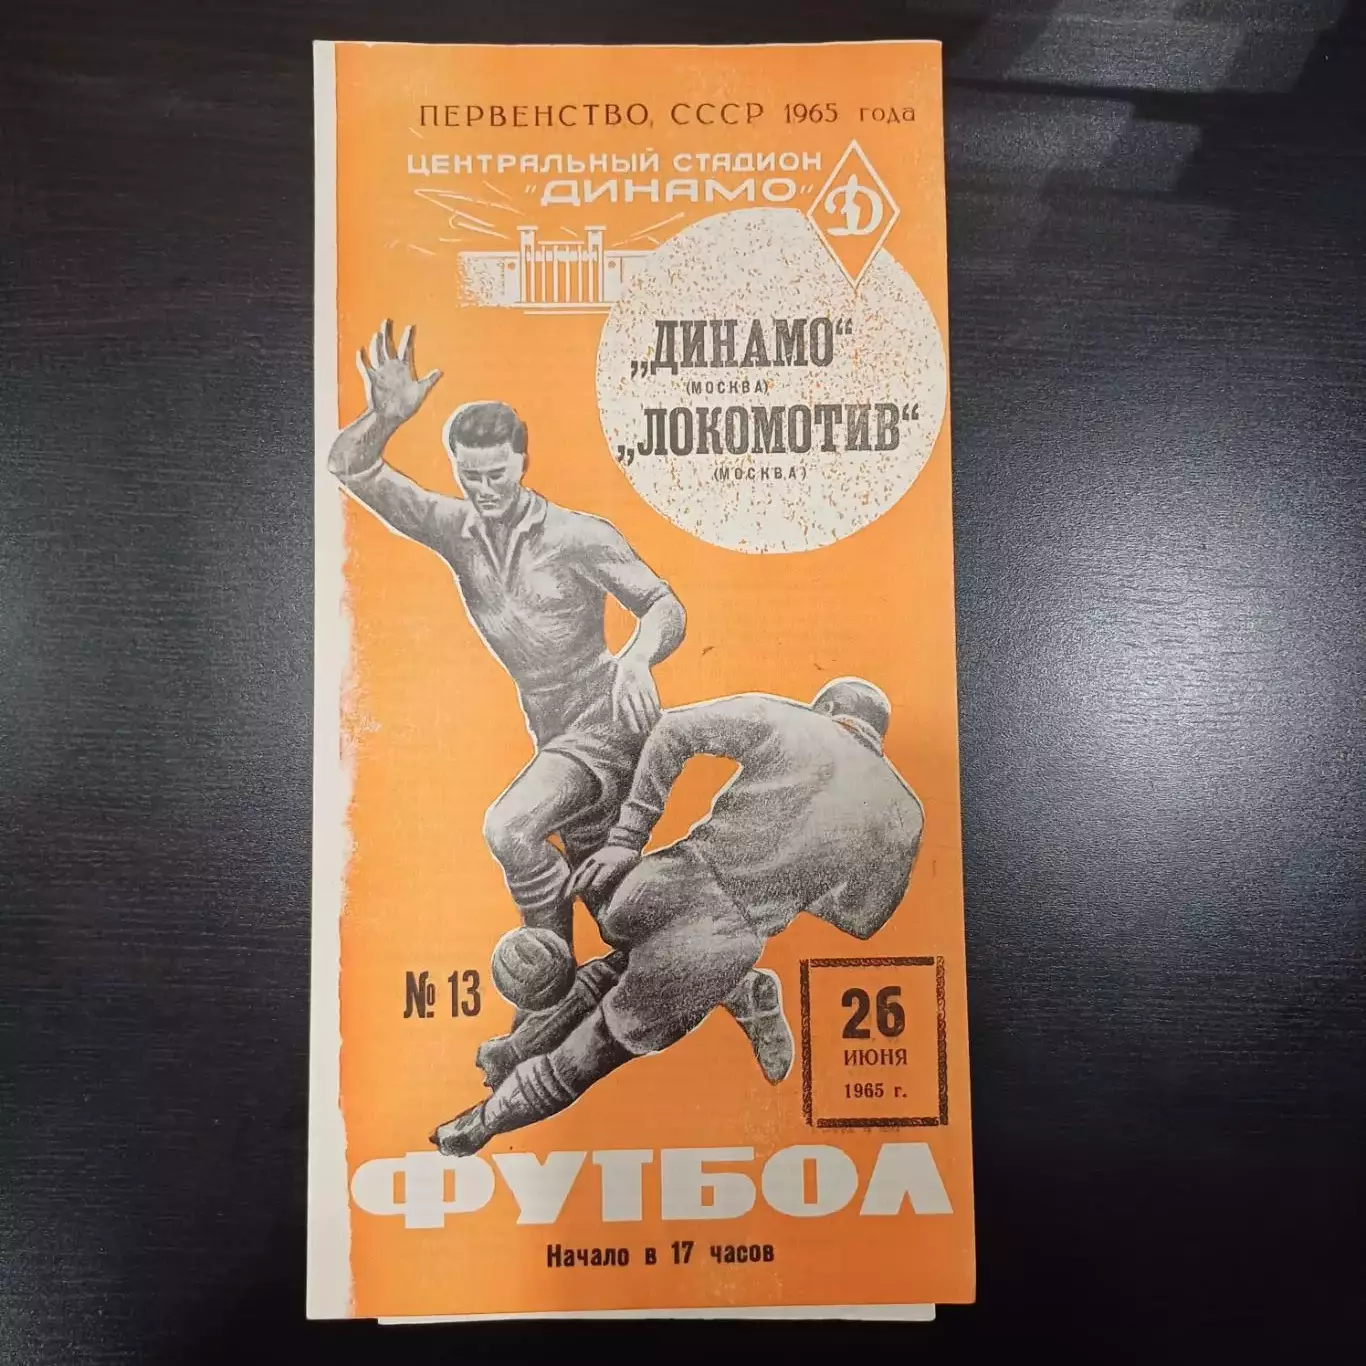 ПЕРВЕНСТВО СССР 1965 года
ЦЕНТРАЛЬНЫЙ СТАДИОН
"ДИНАМО"
Д
„ДИНАМО“
(МОСКВА)
„ЛОКОМОТИВ“
(МОСКВА)
№ 13
26
ИЮНЯ
1965 г.
ФУТБОЛ
Начало в 17 часов